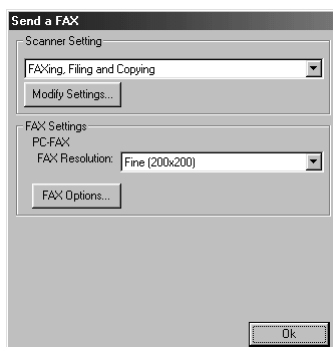 Send a FAX
Scanner Setting
FAXing, Filing and Copying
Modify Settings...
FAX Settings
PC-FAX
FAX Resolution: Fine (200x200)
FAX Options...
Ok